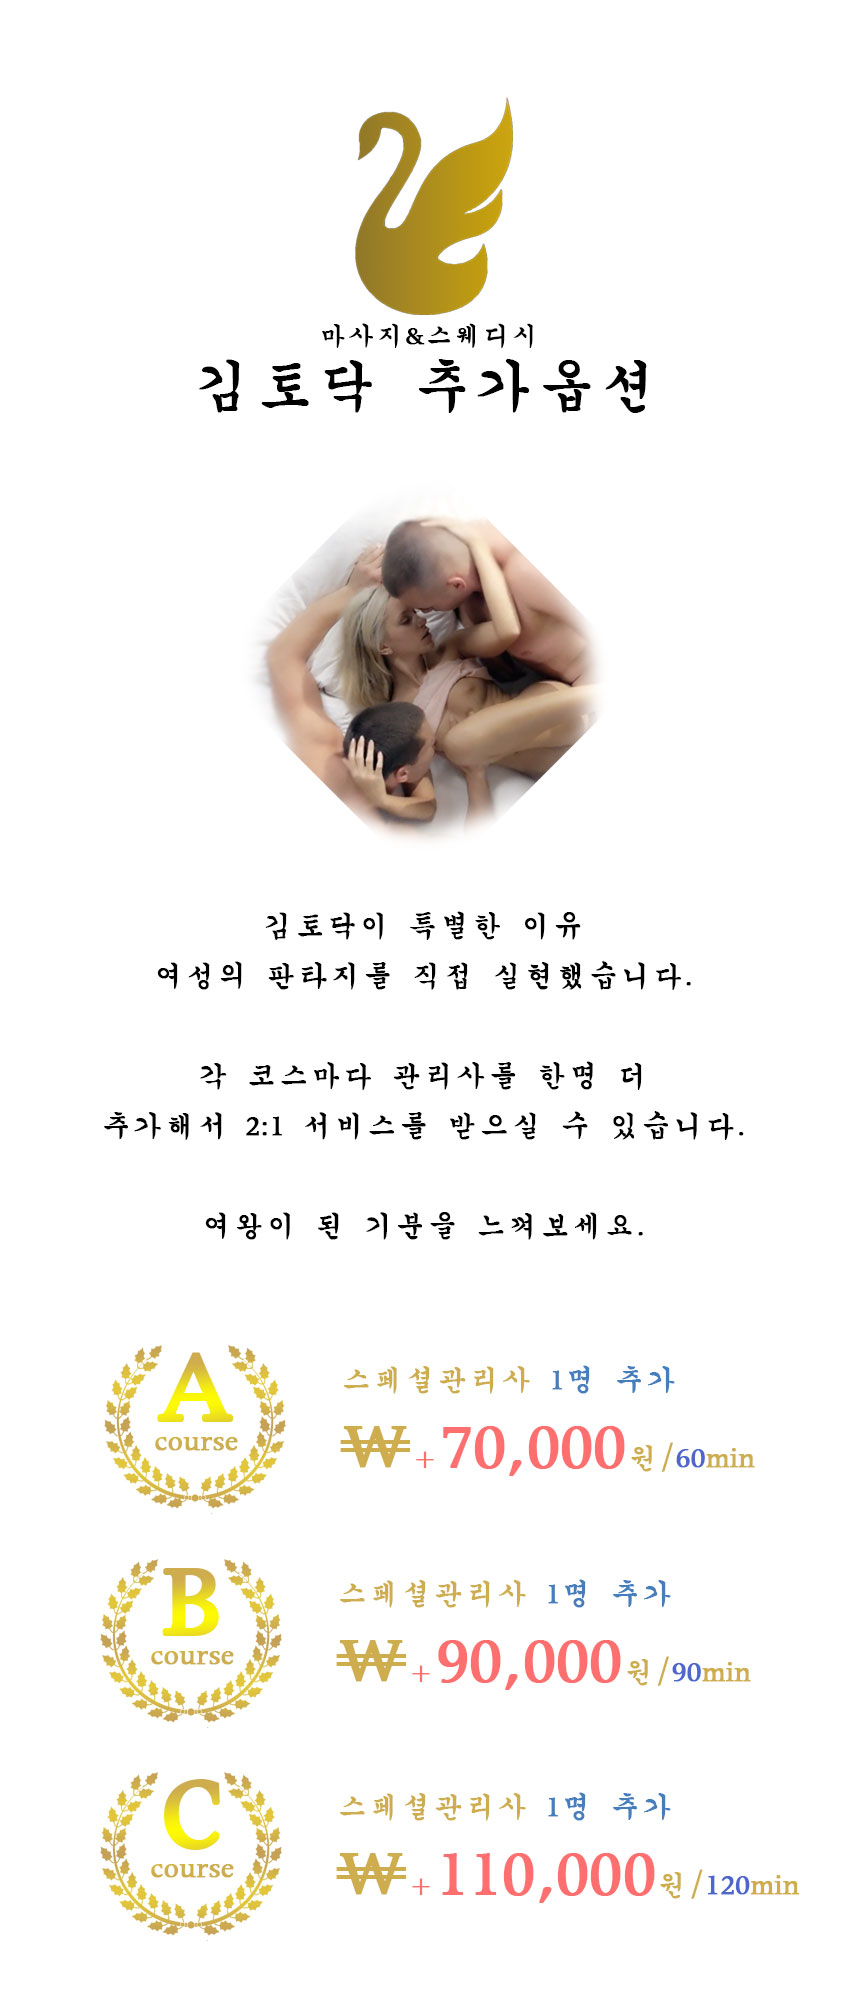 마사지&스웨디시
김토닥 추가옵션
김토닥이 특별한 이유
여성의 판타지를 직접 실현했습니다.
각 코스마다 관리사를 한명 더
추가해서 2:1 서비스를 받으실 수 있습니다.
여왕이 된 기분을 느껴보세요.
A
course
스페셜관리사 1명 추가
₩+70,000원/60min
B
course
스페셜관리사 1명 추가
₩+90,000원/90min
C
course
스페셜관리사 1명 추가
₩+110,000원/120min